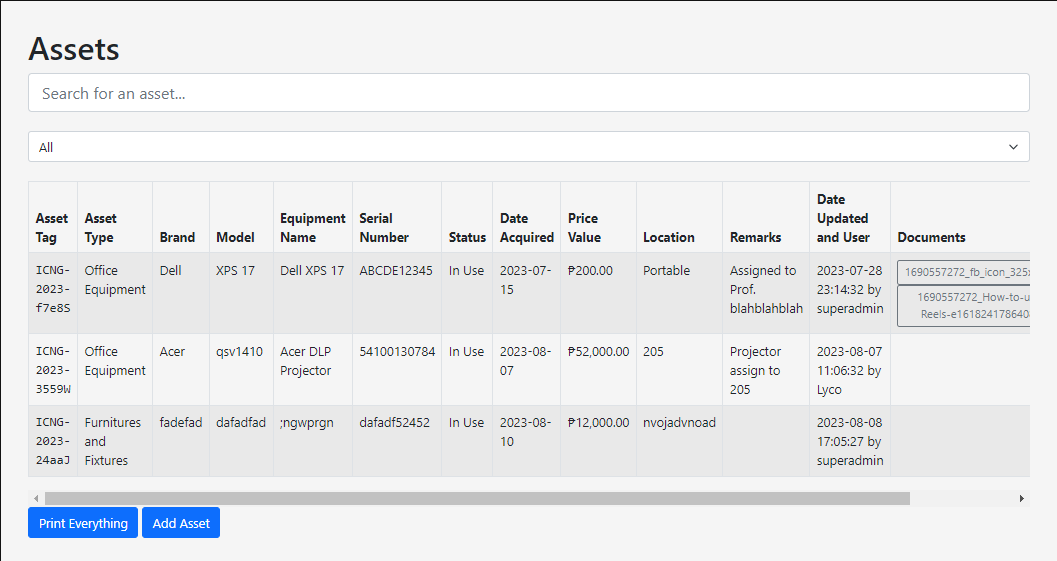 Assets
Search for an asset...
All
Asset Tag Asset Type Brand Model Equipment Name Serial Number Status Date Acquired Price Value Location Remarks Date Updated and User Documents
ICNG-2023-f7e8S Office Equipment Dell XPS 17 Dell XPS 17 ABCDE12345 In Use 2023-07-15 ₱200.00 Portable Assigned to Prof. blahblahblah 2023-07-28 23:14:32 by superadmin 1690557272_fb_icon_325x 1690557272_How-to-u Reels-e161824178640
ICNG-2023-3559W Office Equipment Acer qsv1410 Acer DLP Projector 54100130784 In Use 2023-08-07 ₱52,000.00 205 Projector assign to 205 2023-08-07 11:06:32 by Lyco
ICNG-2023-24aaJ Furnitures and Fixtures fadefad dafadfad ;ngwprgn dafadf52452 In Use 2023-08-10 ₱12,000.00 nvojadvnoad 2023-08-08 17:05:27 by superadmin
Print Everything Add Asset